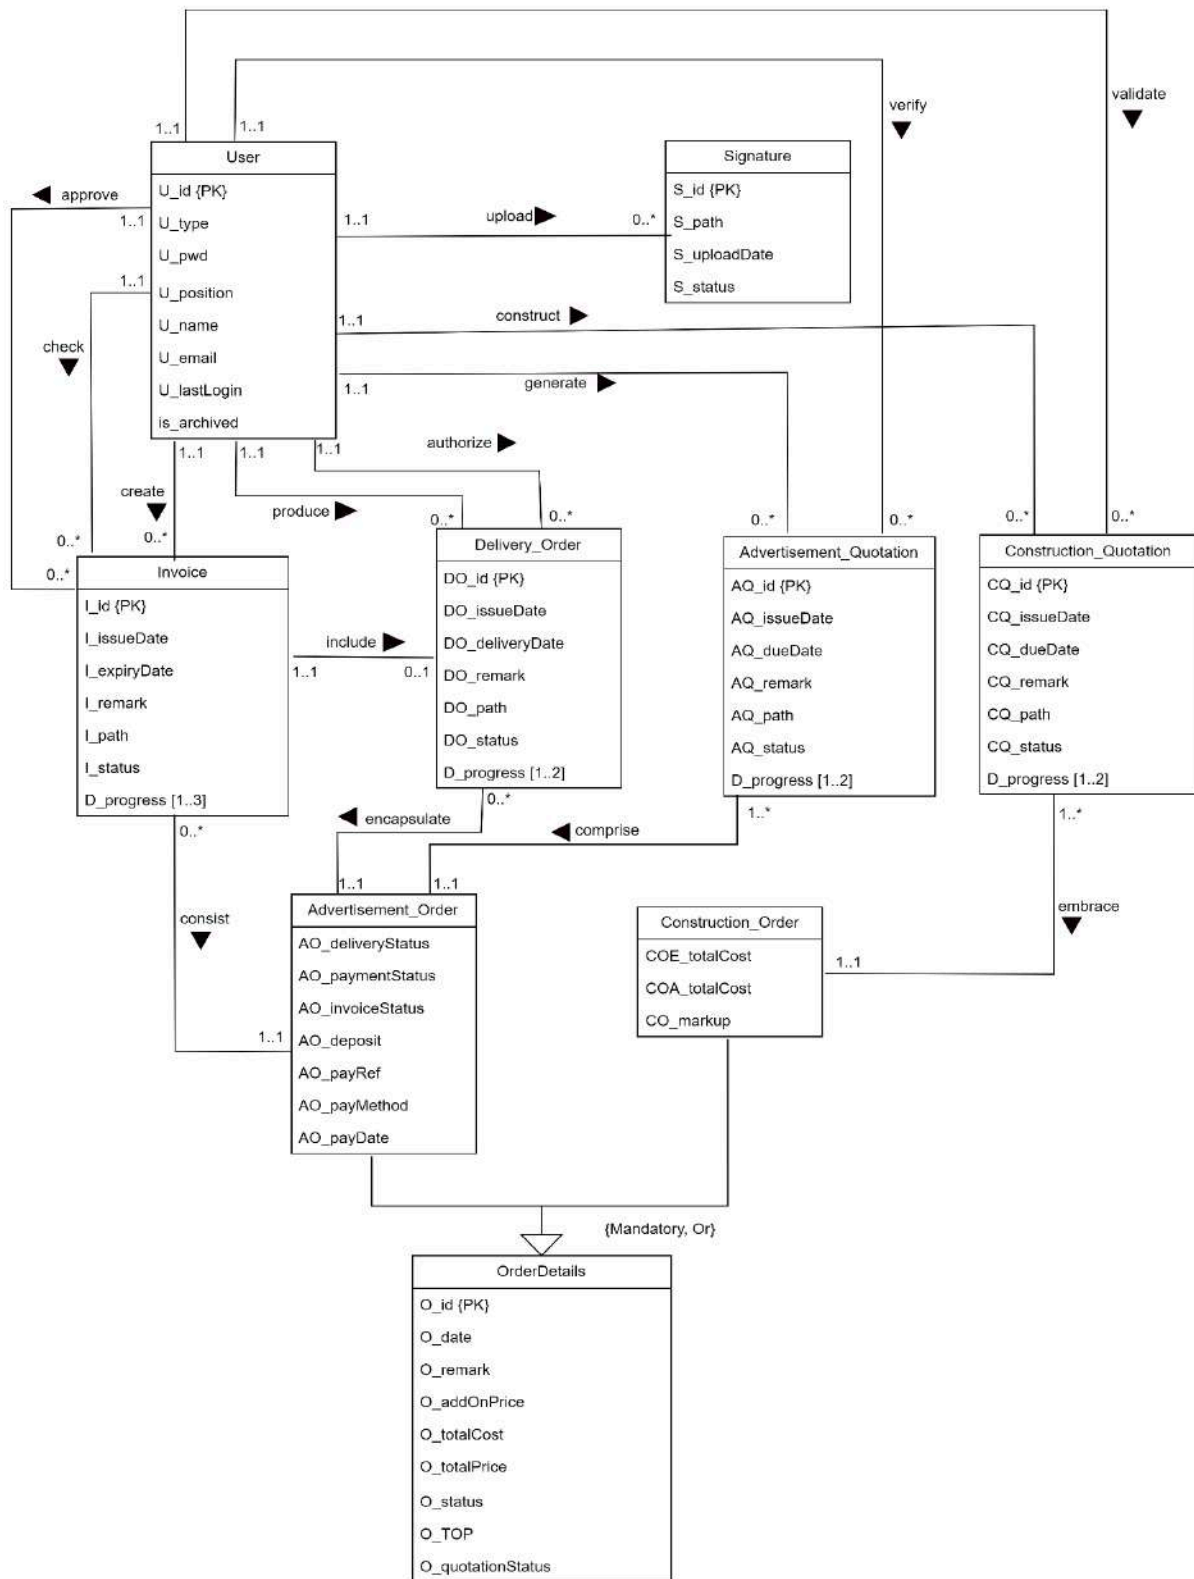 validate
verify
1..1
1..1
User
U_id {PK}
U_type
U_pwd
U_position
U_name
U_email
U_lastLogin
is_archived
Signature
S_id {PK}
S_path
S_uploadDate
S_status
approve
1..1
1..1
upload
0..*
1..1
check
1..1
construct
1..1
generate
1..1
1..1
1..1
authorize
create
produce
0..*
0..*
0..*
0..*
0..*
0..*
0..*
0..*
0..*
Invoice
I_id {PK}
I_issueDate
I_expiryDate
I_remark
I_path
I_status
D_progress [1..3]
include
1..1
0..1
Delivery_Order
DO_id {PK}
DO_issueDate
DO_deliveryDate
DO_remark
DO_path
DO_status
D_progress [1..2]
Advertisement_Quotation
AQ_id {PK}
AQ_issueDate
AQ_dueDate
AQ_remark
AQ_path
AQ_status
D_progress [1..2]
Construction_Quotation
CQ_id {PK}
CQ_issueDate
CQ_dueDate
CQ_remark
CQ_path
CQ_status
D_progress [1..2]
0..*
0..*
encapsulate
comprise
1..*
1..*
1..1
1..1
consist
embrace
Advertisement_Order
AO_deliveryStatus
AO_paymentStatus
AO_invoiceStatus
AO_deposit
AO_payRef
AO_payMethod
AO_payDate
1..1
Construction_Order
COE_totalCost
COA_totalCost
CO_markup
1..1
{Mandatory, Or}
OrderDetails
O_id {PK}
O_date
O_remark
O_addOnPrice
O_totalCost
O_totalPrice
O_status
O_TOP
O_quotationStatus